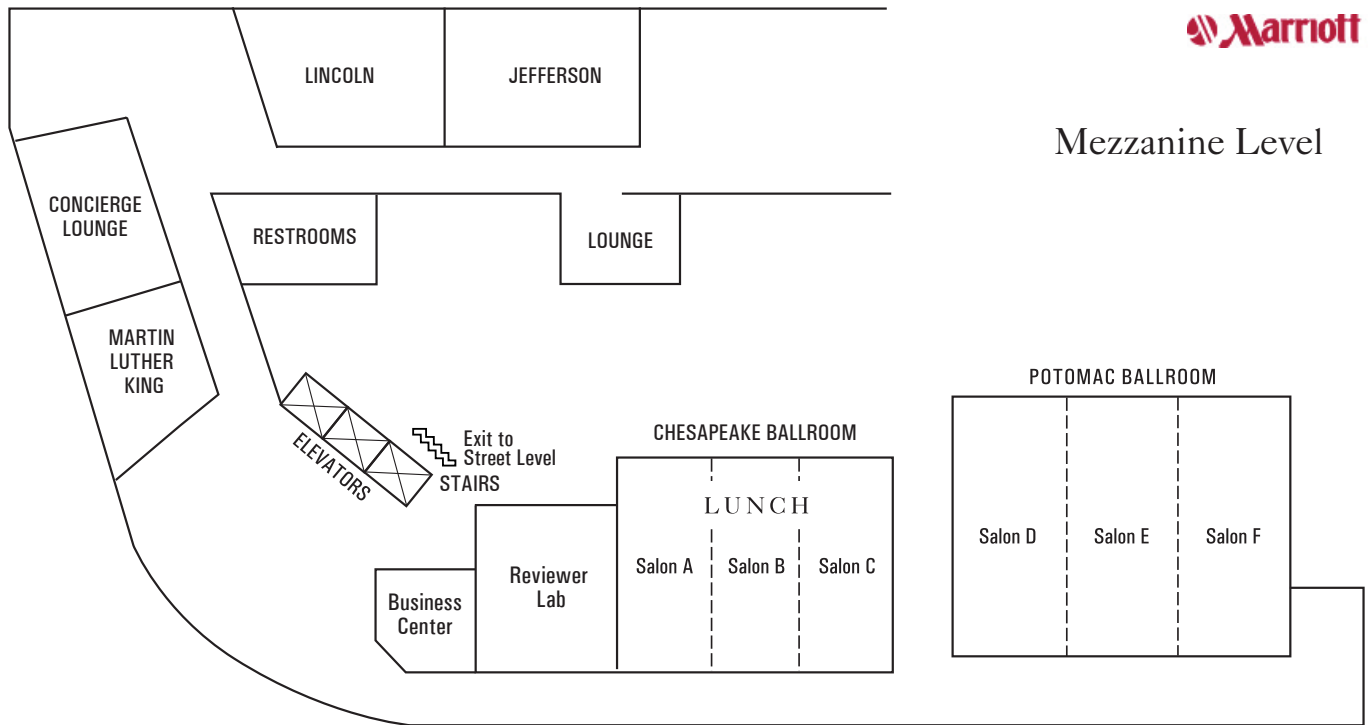 Marriott
Mezzanine Level
LINCOLN
JEFFERSON
CONCIERGE
LOUNGE
RESTROOMS
LOUNGE
MARTIN
LUTHER
KING
ELEVATORS
Exit to
Street Level
STAIRS
CHESAPEAKE BALLROOM
POTOMAC BALLROOM
LUNCH
Salon A
Salon B
Salon C
Salon D
Salon E
Salon F
Reviewer
Lab
Business
Center